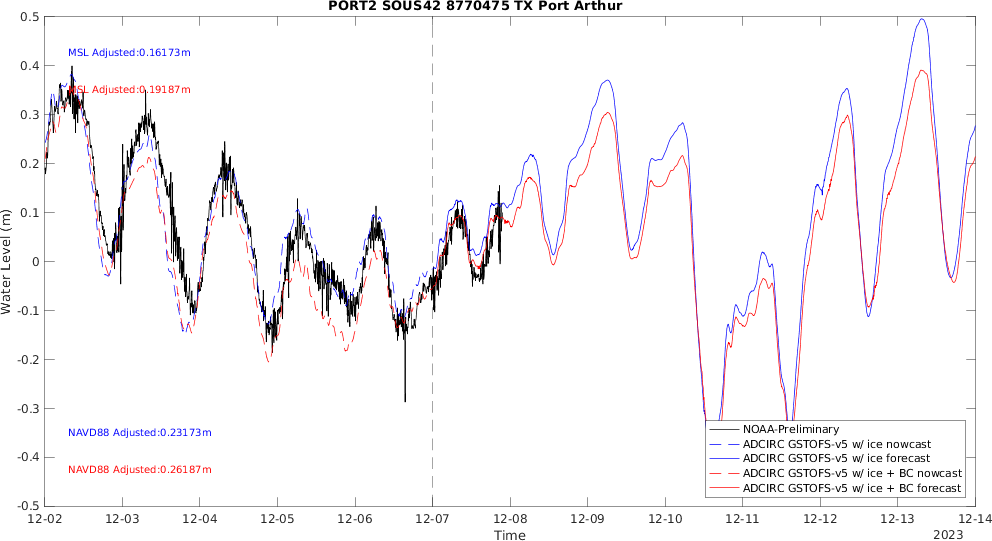 PORT2 SOUS42 8770475 TX Port Arthur
0.5
0.4
0.3
0.2
0.1
0
-0.1
-0.2
-0.3
-0.4
-0.5
Water Level (m)
MSL Adjusted:0.16173m
MSL Adjusted:0.19187m
NAVD88 Adjusted:0.23173m
NAVD88 Adjusted:0.26187m
NOAA-Preliminary
ADCIRC GSTOFS-v5 w/ ice nowcast
ADCIRC GSTOFS-v5 w/ ice forecast
ADCIRC GSTOFS-v5 w/ ice + BC nowcast
ADCIRC GSTOFS-v5 w/ ice + BC forecast
12-02 12-03 12-04 12-05 12-06 12-07 12-08 12-09 12-10 12-11 12-12 12-13 12-14
Time
2023